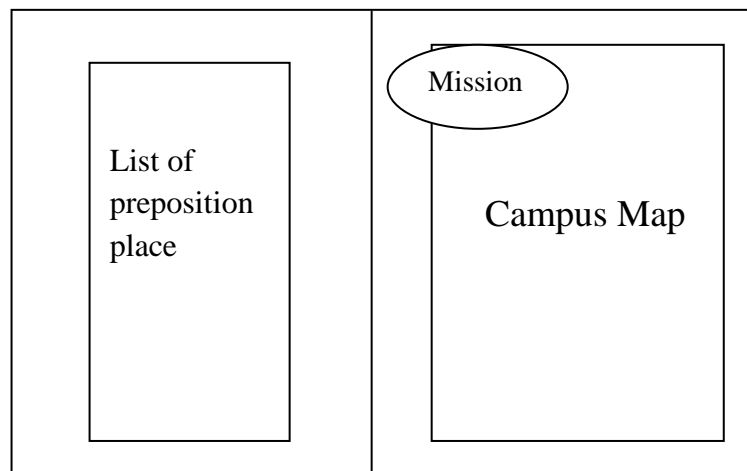 List of
preposition
place
Mission
Campus Map